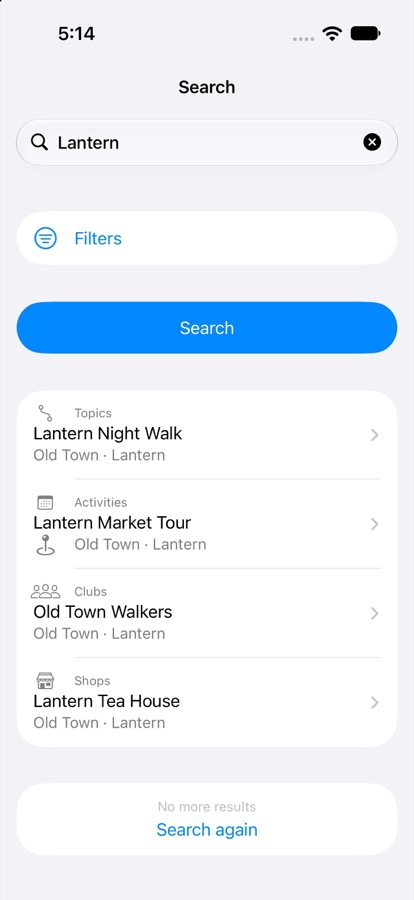 5:14
Search
Lantern
Filters
Search
Topics
Lantern Night Walk
Old Town · Lantern
Activities
Lantern Market Tour
Old Town · Lantern
Clubs
Old Town Walkers
Old Town · Lantern
Shops
Lantern Tea House
Old Town · Lantern
No more results
Search again